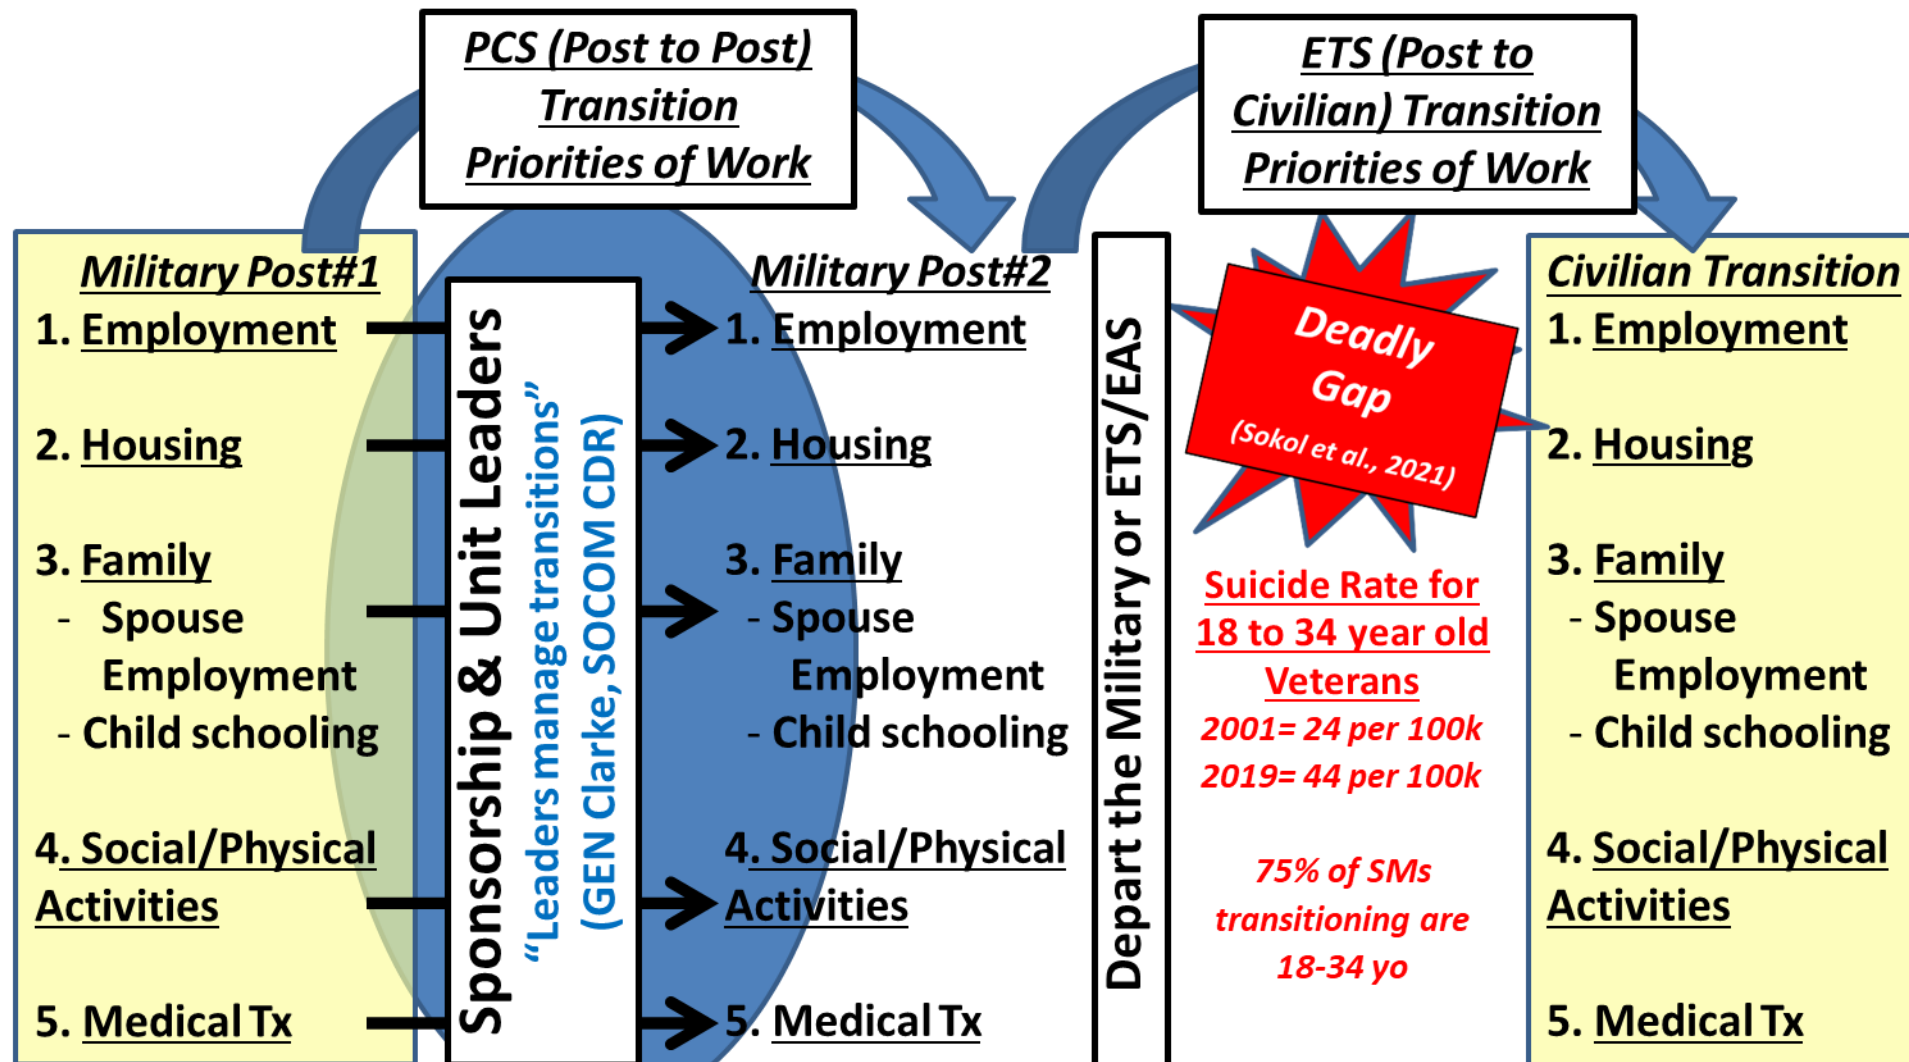 PCS (Post to Post)
Transition
Priorities of Work
ETS (Post to
Civilian) Transition
Priorities of Work
Military Post#1
1. Employment
2. Housing
3. Family
- Spouse
Employment
- Child schooling
4. Social/Physical
Activities
5. Medical Tx
Sponsorship & Unit Leaders
“Leaders manage transitions”
(GEN Clarke, SOCOM CDR)
Military Post#2
1. Employment
2. Housing
3. Family
- Spouse
Employment
- Child schooling
4. Social/Physical
Activities
5. Medical Tx
Depart the Military or ETS/EAS
Deadly
Gap
(Sokol et al., 2021)
Suicide Rate for
18 to 34 year old
Veterans
2001= 24 per 100k
2019= 44 per 100k
75% of SMs
transitioning are
18-34 yo
Civilian Transition
1. Employment
2. Housing
3. Family
- Spouse
Employment
- Child schooling
4. Social/Physical
Activities
5. Medical Tx